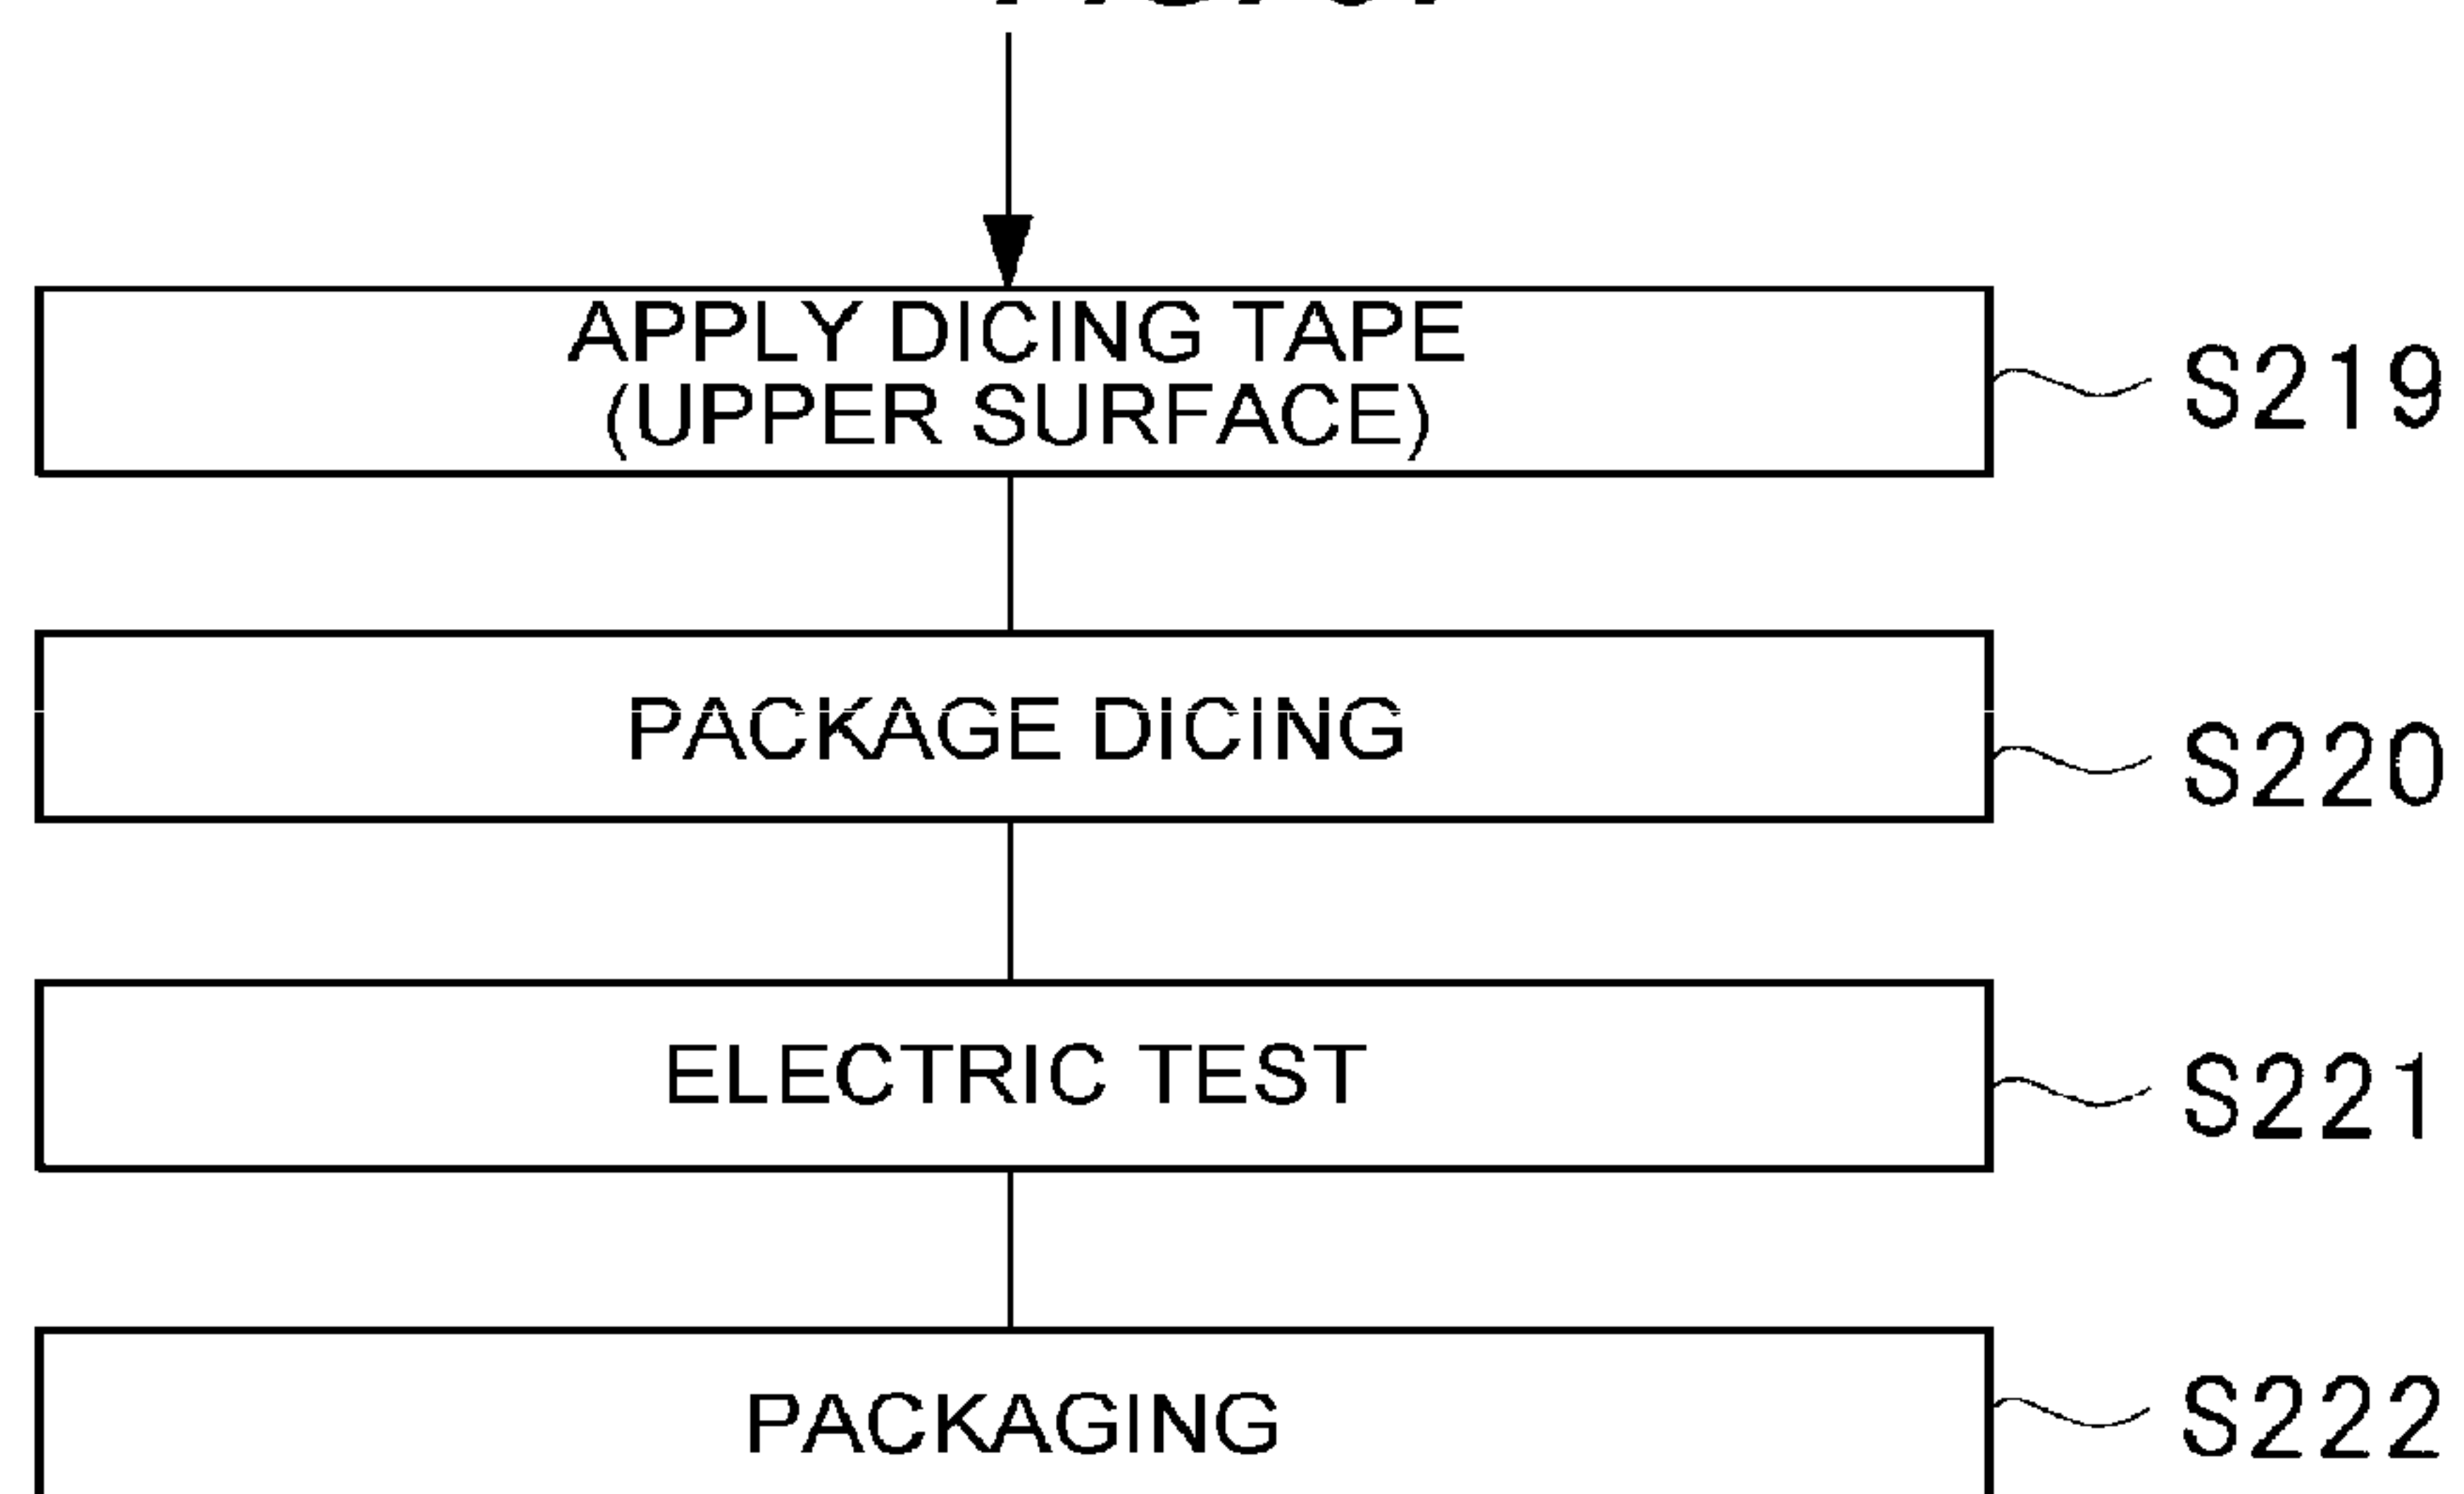 APPLY DICING TAPE
(UPPER SURFACE)
S219
PACKAGE DICING
S220
ELECTRIC TEST
S221
PACKAGING
S222